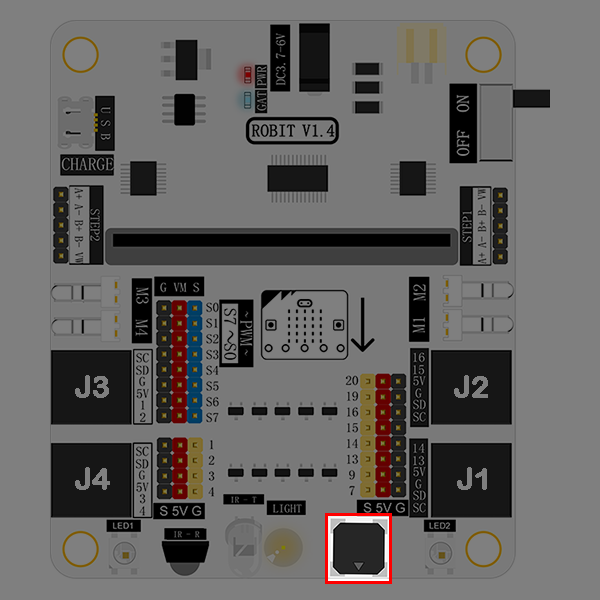 DC3.7-6V
PWR
GAT
ROBIT V1.4
ON
OFF
USB
CHARGE
STEP2
A+ A- B+ B- VW
STEP1
A+ A- B+ B- VW
G VM S
M3
M4
M2
M1
S0
S1
S2
S3
S4
S5
S6
S7
~PWM~
S7~S0
J3
SC
SD
G
5V
1
2
J2
16
15
5V
G
SD
SC
20
19
16
15
14
13
9
7
J4
SC
SD
G
5V
3
4
1
2
3
4
J1
14
13
5V
G
SD
SC
S 5V G
S 5V G
IR-T
LIGHT
LED1
IR-R
LED2